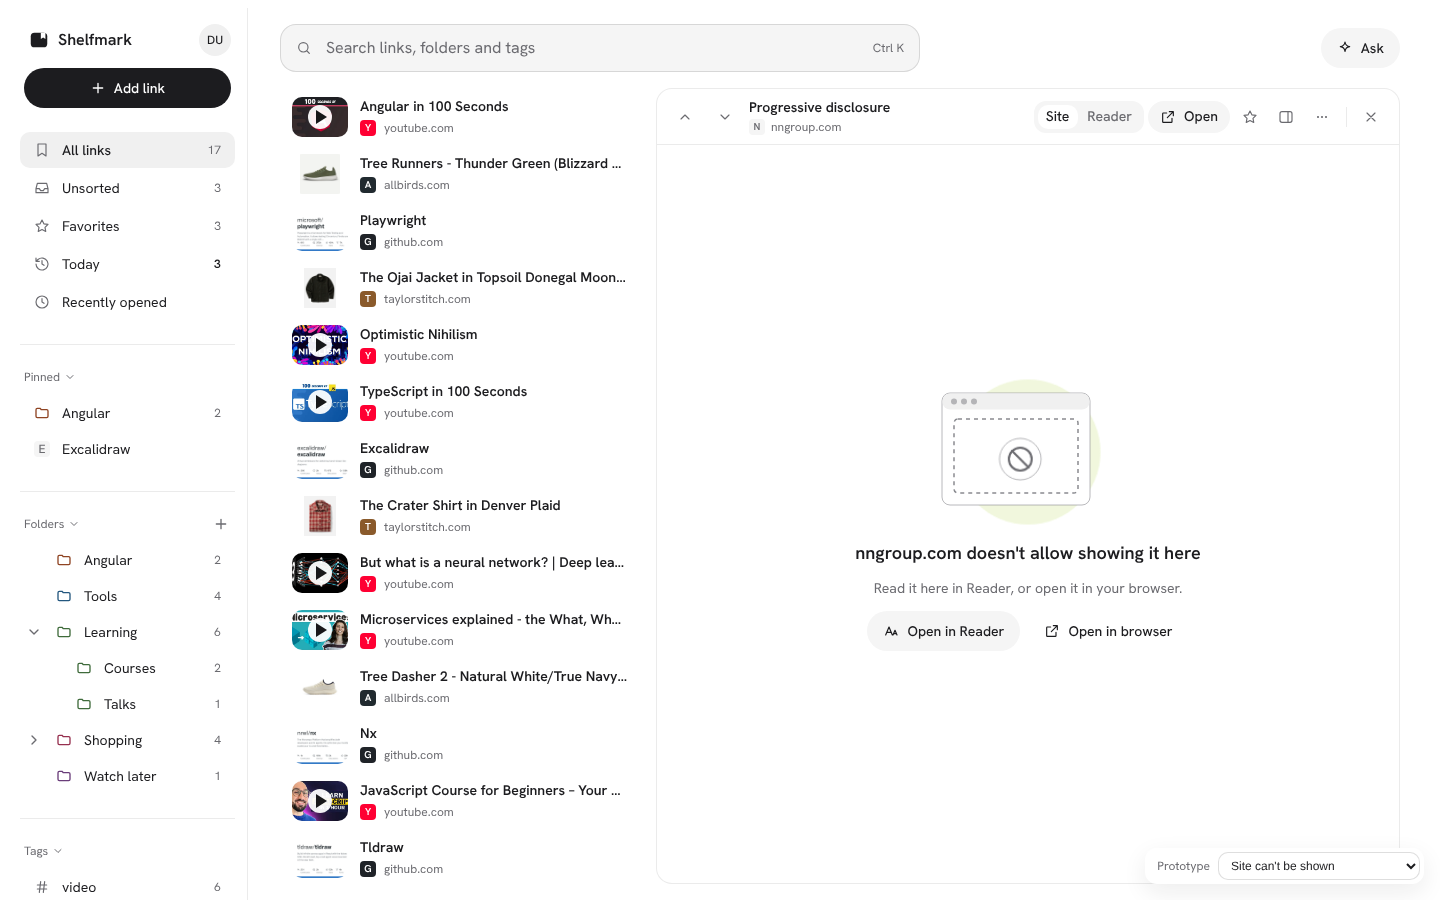 Shelfmark
DU
Add link
All links 17
Unsorted 3
Favorites 3
Today 3
Recently opened
Pinned
Angular 2
E Excalidraw
Folders
Angular 2
Tools 4
Learning 6
Courses 2
Talks 1
Shopping 4
Watch later 1
Tags
# video 6
Search links, folders and tags Ctrl K
Ask
Angular in 100 Seconds
Y youtube.com
Tree Runners - Thunder Green (Blizzard ...
A allbirds.com
microsoft/
playwright
Playwright
G github.com
The Ojai Jacket in Topsoil Donegal Moon...
T taylorstitch.com
Optimistic Nihilism
Y youtube.com
TS
TypeScript in 100 Seconds
Y youtube.com
excalidraw/
excalidraw
Excalidraw
G github.com
The Crater Shirt in Denver Plaid
T taylorstitch.com
But what is a neural network? | Deep lea...
Y youtube.com
Microservices explained - the What, Wh...
Y youtube.com
Tree Dasher 2 - Natural White/True Navy...
A allbirds.com
Nx
G github.com
JavaScript Course for Beginners – Your ...
Y youtube.com
tldraw/tldraw
Tldraw
G github.com
Progressive disclosure
N nngroup.com
Site Reader
Open
nngroup.com doesn't allow showing it here
Read it here in Reader, or open it in your browser.
AA Open in Reader
Open in browser
Prototype Site can't be shown